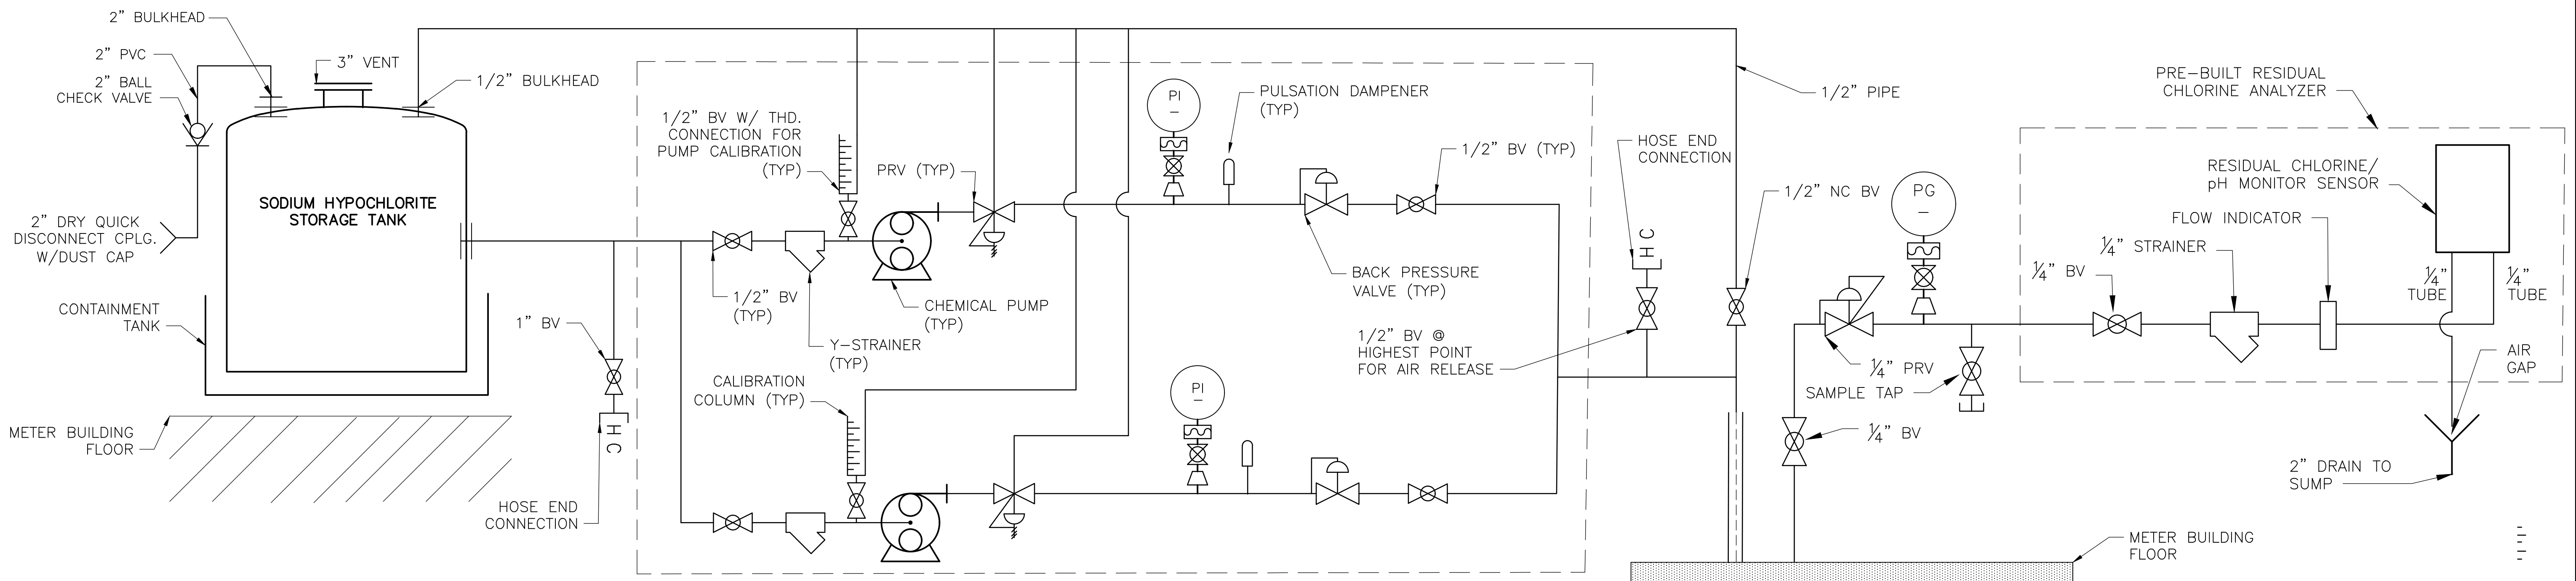 2” BULKHEAD
2” PVC
2” BALL
CHECK VALVE
3” VENT
1/2” BULKHEAD
SODIUM HYPOCHLORITE
STORAGE TANK
2” DRY QUICK
DISCONNECT CPLG.
W/DUST CAP
CONTAINMENT
TANK
METER BUILDING
FLOOR
1” BV
HC
HOSE END
CONNECTION
1/2” BV W/ THD.
CONNECTION FOR
PUMP CALIBRATION
(TYP)
PRV (TYP)
1/2” BV
(TYP)
Y-STRAINER
(TYP)
CHEMICAL PUMP
(TYP)
CALIBRATION
COLUMN (TYP)
PI
–
PULSATION DAMPENER
(TYP)
1/2” BV (TYP)
BACK PRESSURE
VALVE (TYP)
PI
–
1/2” BV @
HIGHEST POINT
FOR AIR RELEASE
HOSE END
CONNECTION
HC
1/2” PIPE
1/2” NC BV
PG
–
¼” PRV
SAMPLE TAP
¼” BV
METER BUILDING
FLOOR
PRE-BUILT RESIDUAL
CHLORINE ANALYZER
RESIDUAL CHLORINE/
pH MONITOR SENSOR
FLOW INDICATOR
¼” STRAINER
¼” BV
¼”
TUBE
¼”
TUBE
AIR
GAP
2” DRAIN TO
SUMP